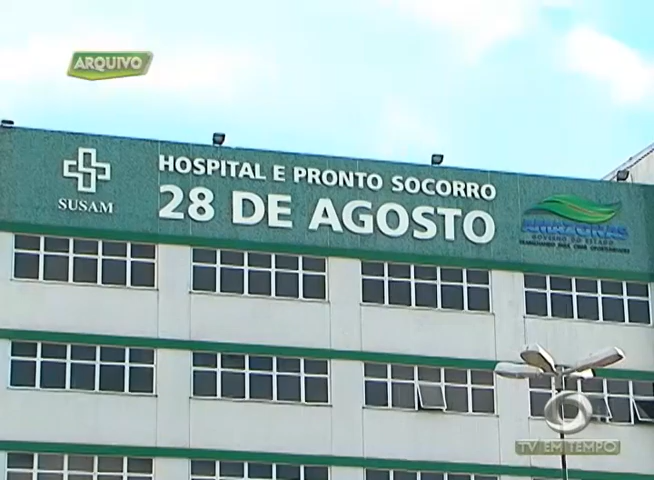 ARQUIVO
HOSPITAL E PRONTO SOCORRO
28 DE AGOSTO
SUSAM
AMAZONAS
GOVERNO DO ESTADO
TV EM TEMPO